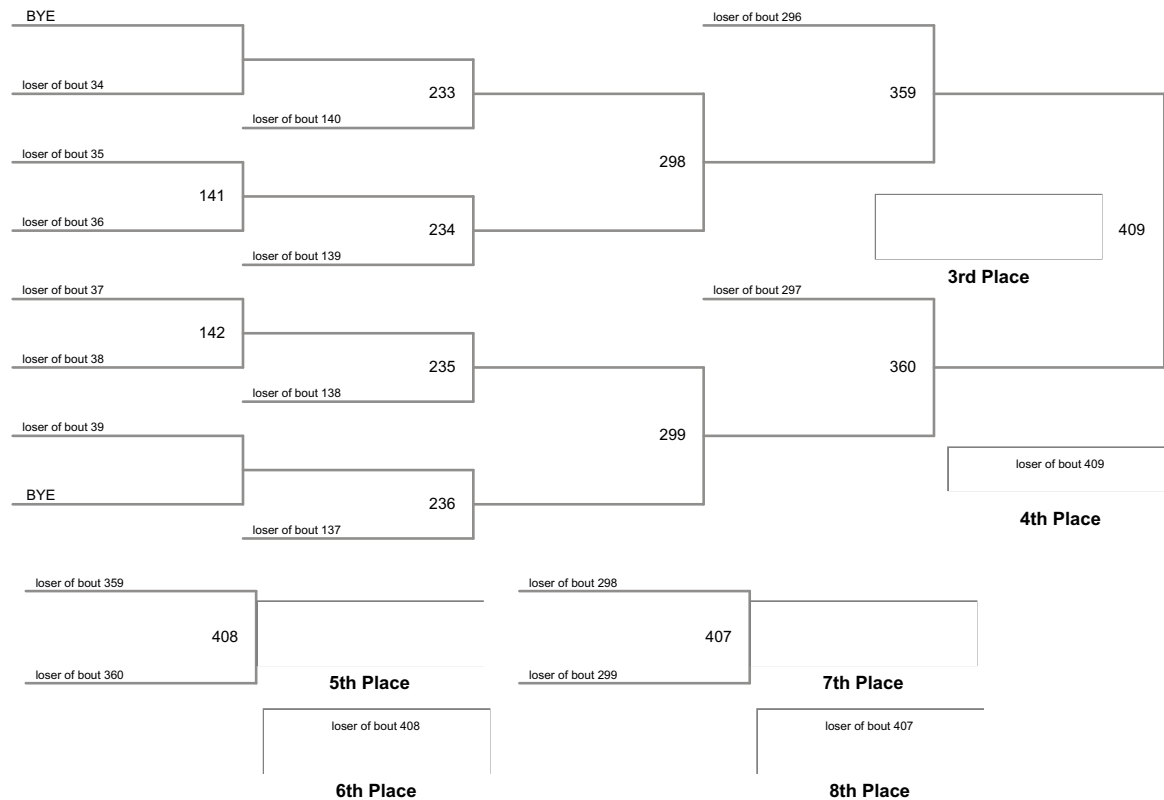 BYE
loser of bout 296
loser of bout 34
233
359
loser of bout 140
loser of bout 35
298
141
loser of bout 36
234
409
loser of bout 139
3rd Place
loser of bout 37
loser of bout 297
142
loser of bout 38
235
360
loser of bout 138
loser of bout 39
299
loser of bout 409
BYE
236
4th Place
loser of bout 137
loser of bout 359
loser of bout 298
408
407
loser of bout 360
loser of bout 299
5th Place
7th Place
loser of bout 408
loser of bout 407
6th Place
8th Place